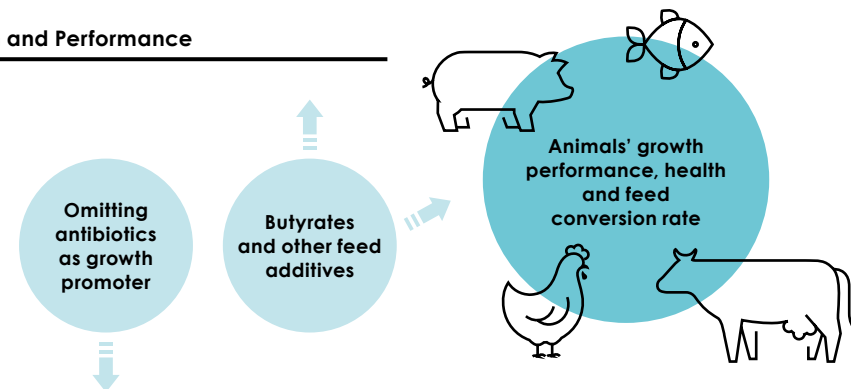 and Performance
Omitting
antibiotics
as growth
promoter
Butyrates
and other feed
additives
Animals’ growth
performance, health
and feed
conversion rate